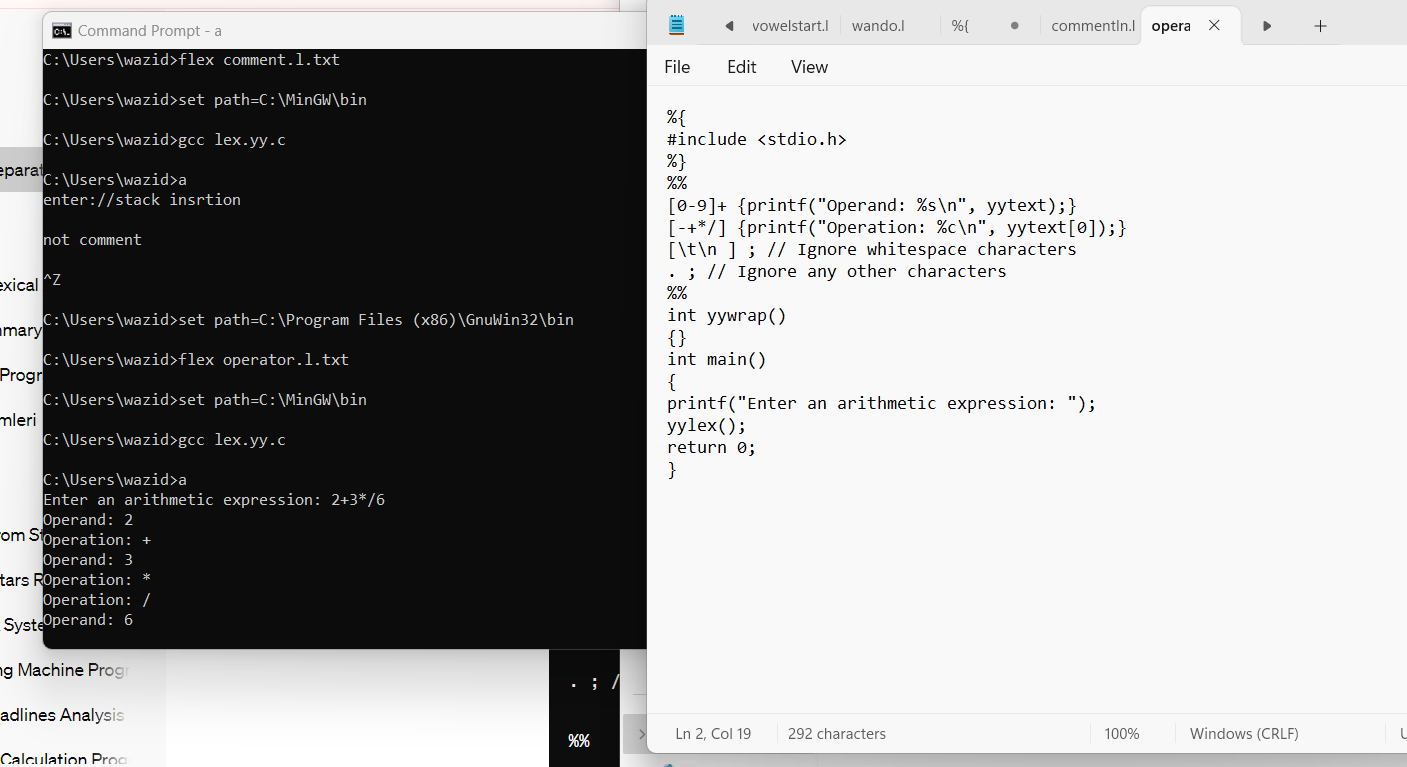 Command Prompt - a
C:\Users\wazid>flex comment.l.txt
C:\Users\wazid>set path=C:\MinGW\bin
C:\Users\wazid>gcc lex.yy.c
C:\Users\wazid>a
enter://stack insrtion
not comment
^Z
C:\Users\wazid>set path=C:\Program Files (x86)\GnuWin32\bin
C:\Users\wazid>flex operator.l.txt
C:\Users\wazid>set path=C:\MinGW\bin
C:\Users\wazid>gcc lex.yy.c
C:\Users\wazid>a
Enter an arithmetic expression: 2+3*/6
Operand: 2
Operation: +
Operand: 3
Operation: *
Operation: /
Operand: 6
vowelstart.l wando.l %{ commentln.l opera
File Edit View
%{
#include <stdio.h>
%}
%%
[0-9]+ {printf("Operand: %s\n", yytext);}
[-+*/] {printf("Operation: %c\n", yytext[0]);}
[\t\n ] ; // Ignore whitespace characters
. ; // Ignore any other characters
%%
int yywrap()
{}
int main()
{
printf("Enter an arithmetic expression: ");
yylex();
return 0;
}
Ln 2, Col 19 292 characters 100% Windows (CRLF)
eparat
exical
mmary
Progr
mleri
rom St
tars R
Syste
ng Machine Progr
adlines Analysis
Calculation Prog
. ; /
%%